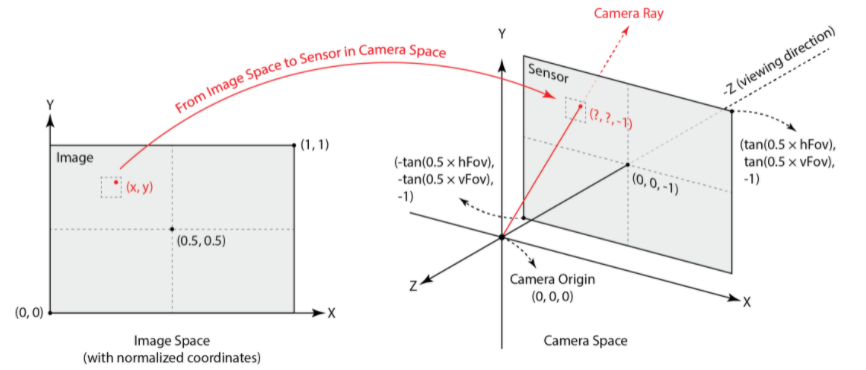 Camera Ray
From Image Space to Sensor in Camera Space
Y
Y
-Z (viewing direction)
Sensor
(?, ?, -1)
(1, 1)
Image
(x, y)
(tan(0.5 × hFov),
tan(0.5 × vFov),
-1)
(-tan(0.5 × hFov),
-tan(0.5 × vFov),
-1)
(0, 0, -1)
(0.5, 0.5)
Z
Camera Origin
(0, 0, 0)
X
(0, 0)
X
Image Space
(with normalized coordinates)
Camera Space